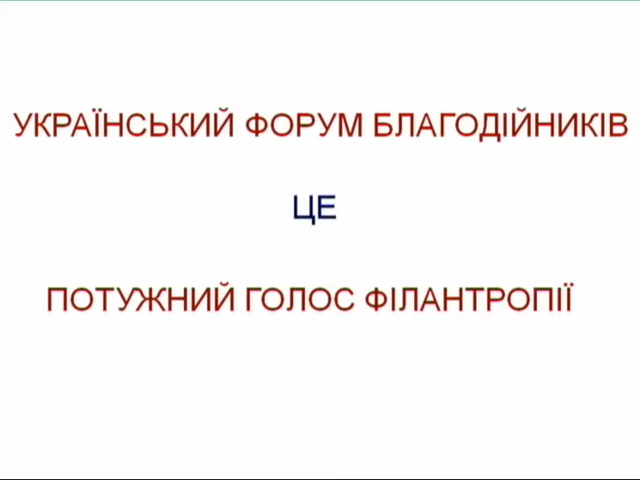 УКРАЇНСЬКИЙ ФОРУМ БЛАГОДІЙНИКІВ
ЦЕ
ПОТУЖНИЙ ГОЛОС ФІЛАНТРОПІЇ